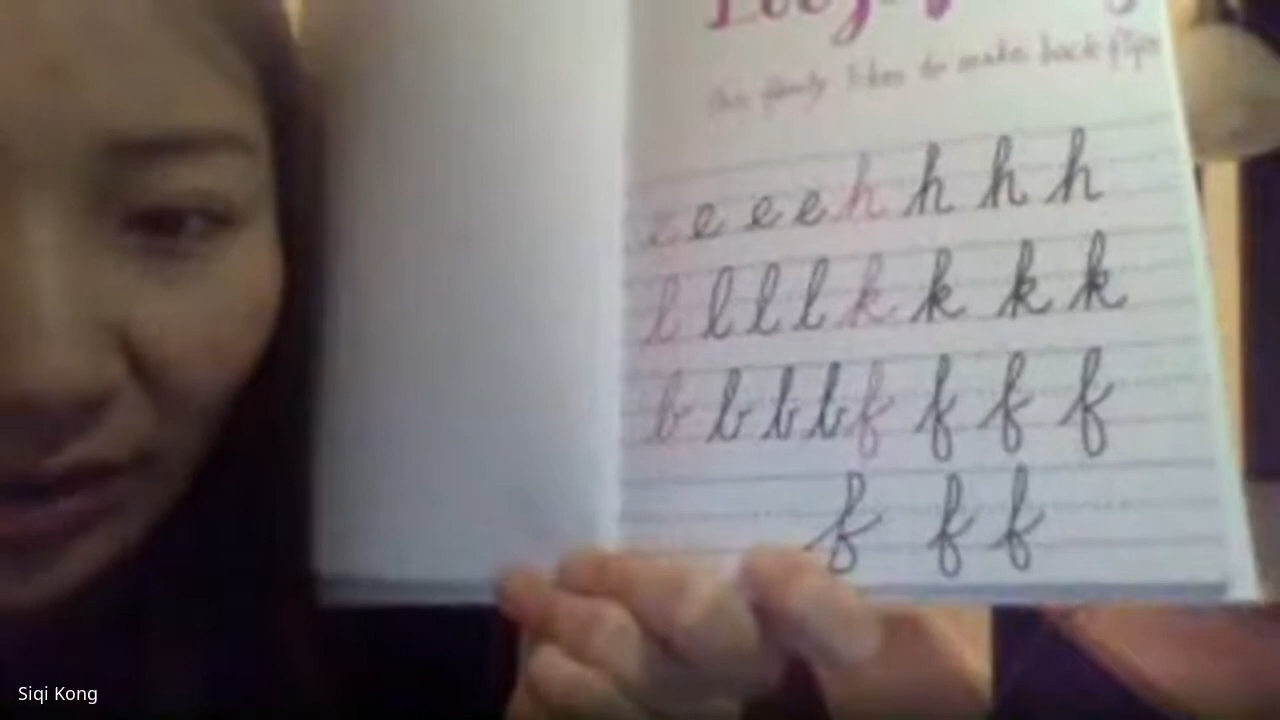 this family likes to make back flips
e e e e h h h h
l l l l k k k k
b b b b f f f f
f f f
Siqi Kong